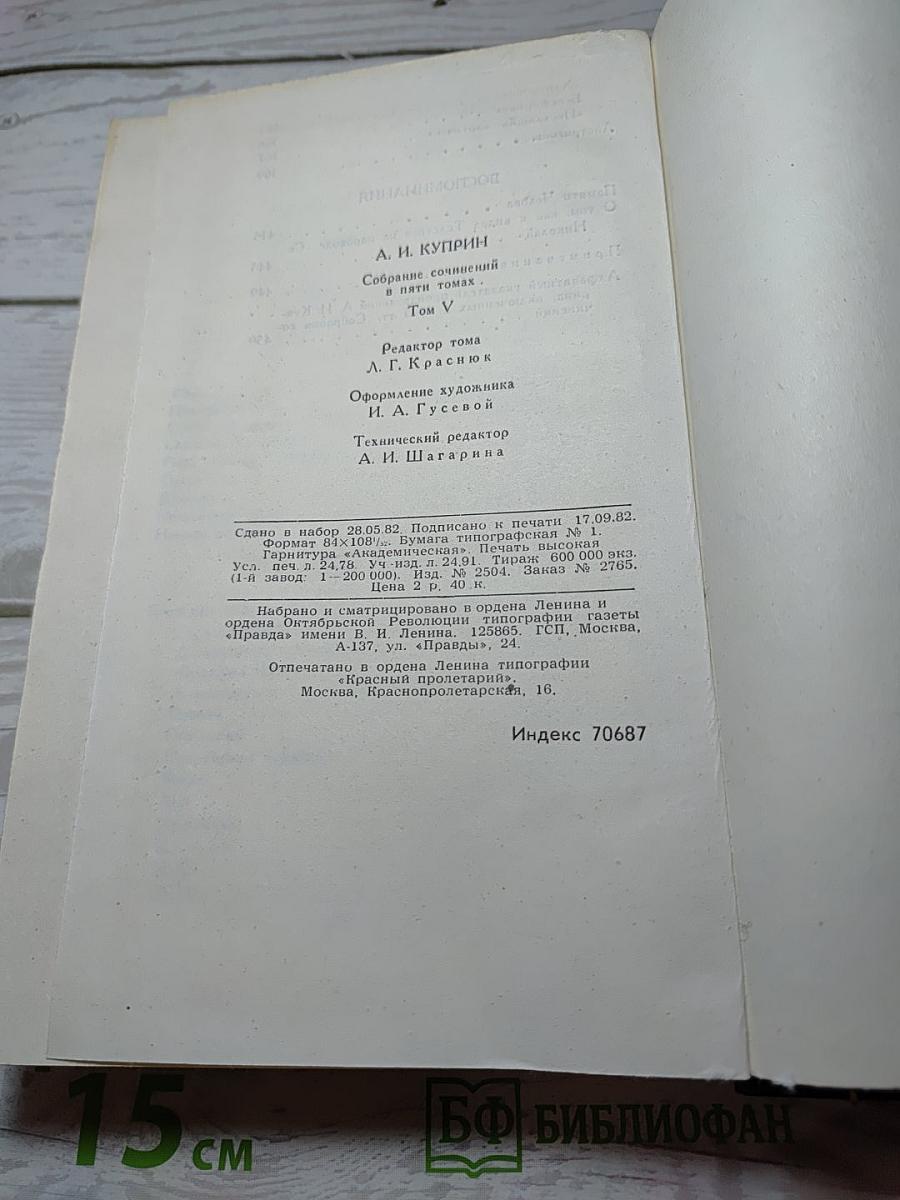 А. И. КУПРИН
Собрание сочинений
в пяти томах.
Том V
Редактор тома
Л. Г. Краснюк
Оформление художника
И. А. Гусевой
Технический редактор
А. И. Шагарина
Сдано в набор 28.05.82. Подписано к печати 17.09.82.
Формат 84×108¹/₃₂. Бумага типографская № 1.
Гарнитура «Академическая». Печать высокая
Усл. печ. л. 24,78. Уч-изд. л. 24,91. Тираж 600 000 экз.
(1-й завод: 1—200 000). Изд. № 2504. Заказ № 2765.
Цена 2 р. 40 к.
Набрано и сматрицировано в ордена Ленина и
ордена Октябрьской Революции типографии газеты
«Правда» имени В. И. Ленина. 125865. ГСП, Москва,
А-137, ул. «Правды», 24.
Отпечатано в ордена Ленина типографии
«Красный пролетарий».
Москва, Краснопролетарская, 16.
Индекс 70687
15 см
БФ БИБЛИОФАН